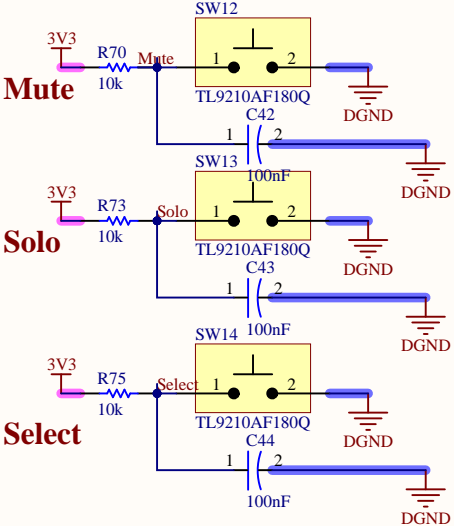 SW12
3V3
R70
Mute
1
2
10k
Mute
TL9210AF180Q
DGND
C42
1
2
100nF
DGND
SW13
3V3
R73
Solo
1
2
10k
Solo
TL9210AF180Q
DGND
C43
1
2
100nF
DGND
SW14
3V3
R75
Select
1
2
10k
Select
TL9210AF180Q
DGND
C44
1
2
100nF
DGND